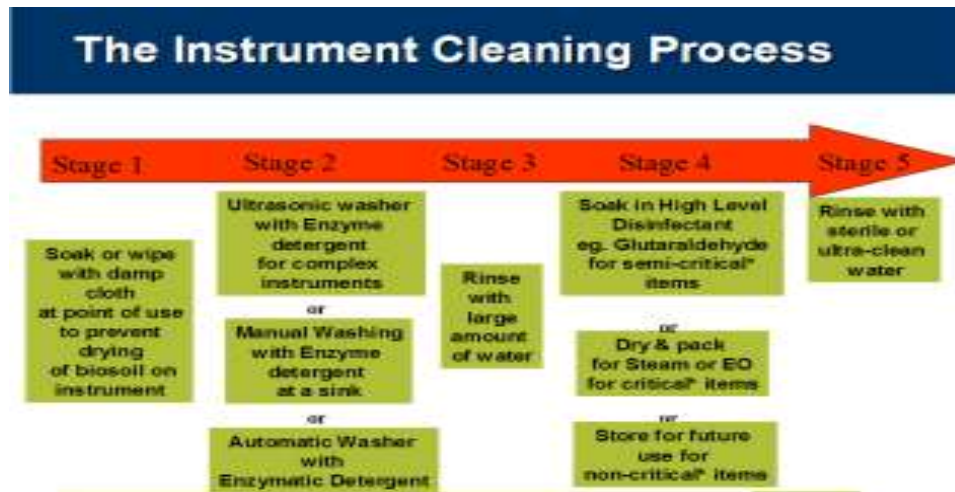 The Instrument Cleaning Process
Stage 1
Stage 2
Stage 3
Stage 4
Stage 5
Soak or wipe
with damp
cloth
at point of use
to prevent
drying
of biosoil on
instrument
Ultrasonic washer
with Enzyme
detergent
for complex
instruments
or
Manual Washing
with Enzyme
detergent
at a sink
or
Automatic Washer
with
Enzymatic Detergent
Rinse
with
large
amount
of water
Soak in High Level
Disinfectant
eg. Glutaraldehyde
for semi-critical*
items
or
Dry & pack
for Steam or EO
for critical* items
or
Store for future
use for
non-critical* items
Rinse with
sterile or
ultra-clean
water